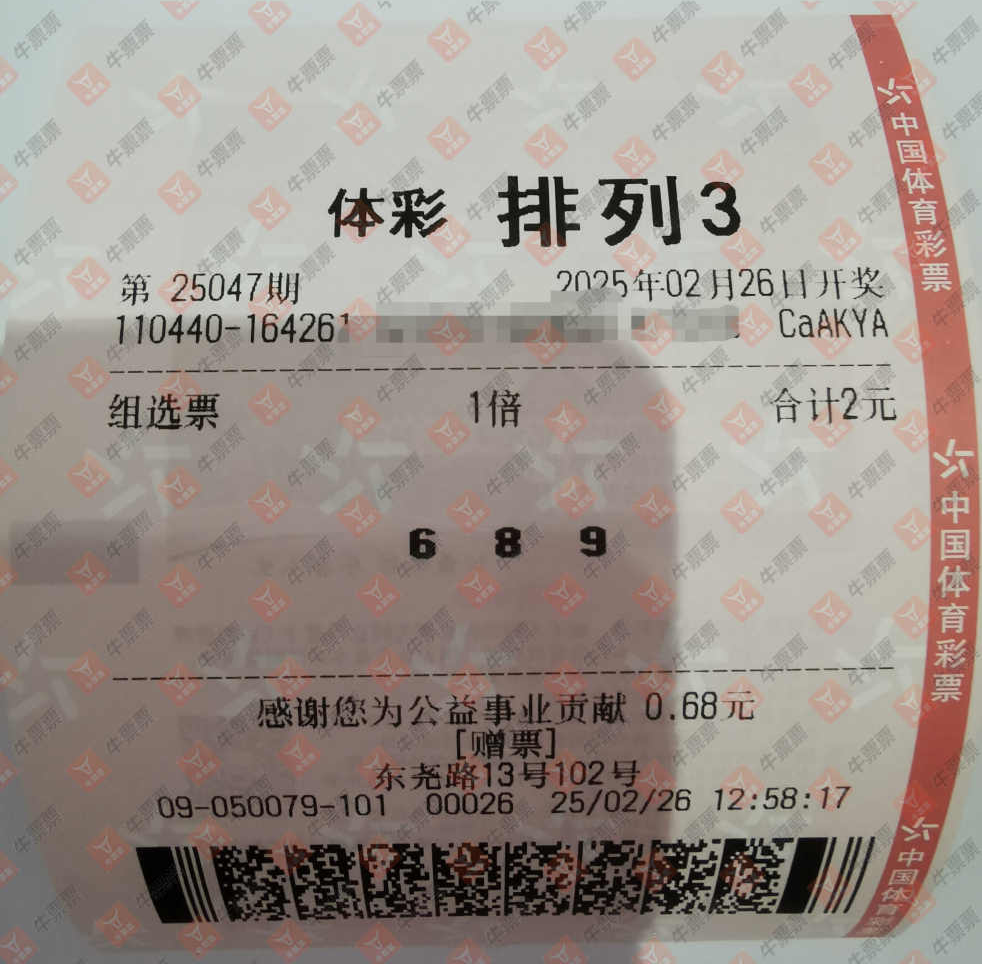 体彩 排列3
第 25047期 2025年02月26日开奖
110440-164261 CaAKYA
组选票 1倍 合计2元
6 8 9
感谢您为公益事业贡献 0.68元
[赠票]
东尧路13号102号
09-050079-101 00026 25/02/26 12:58:17
中国体育彩票
中国体育彩票
中国体育彩
牛票票